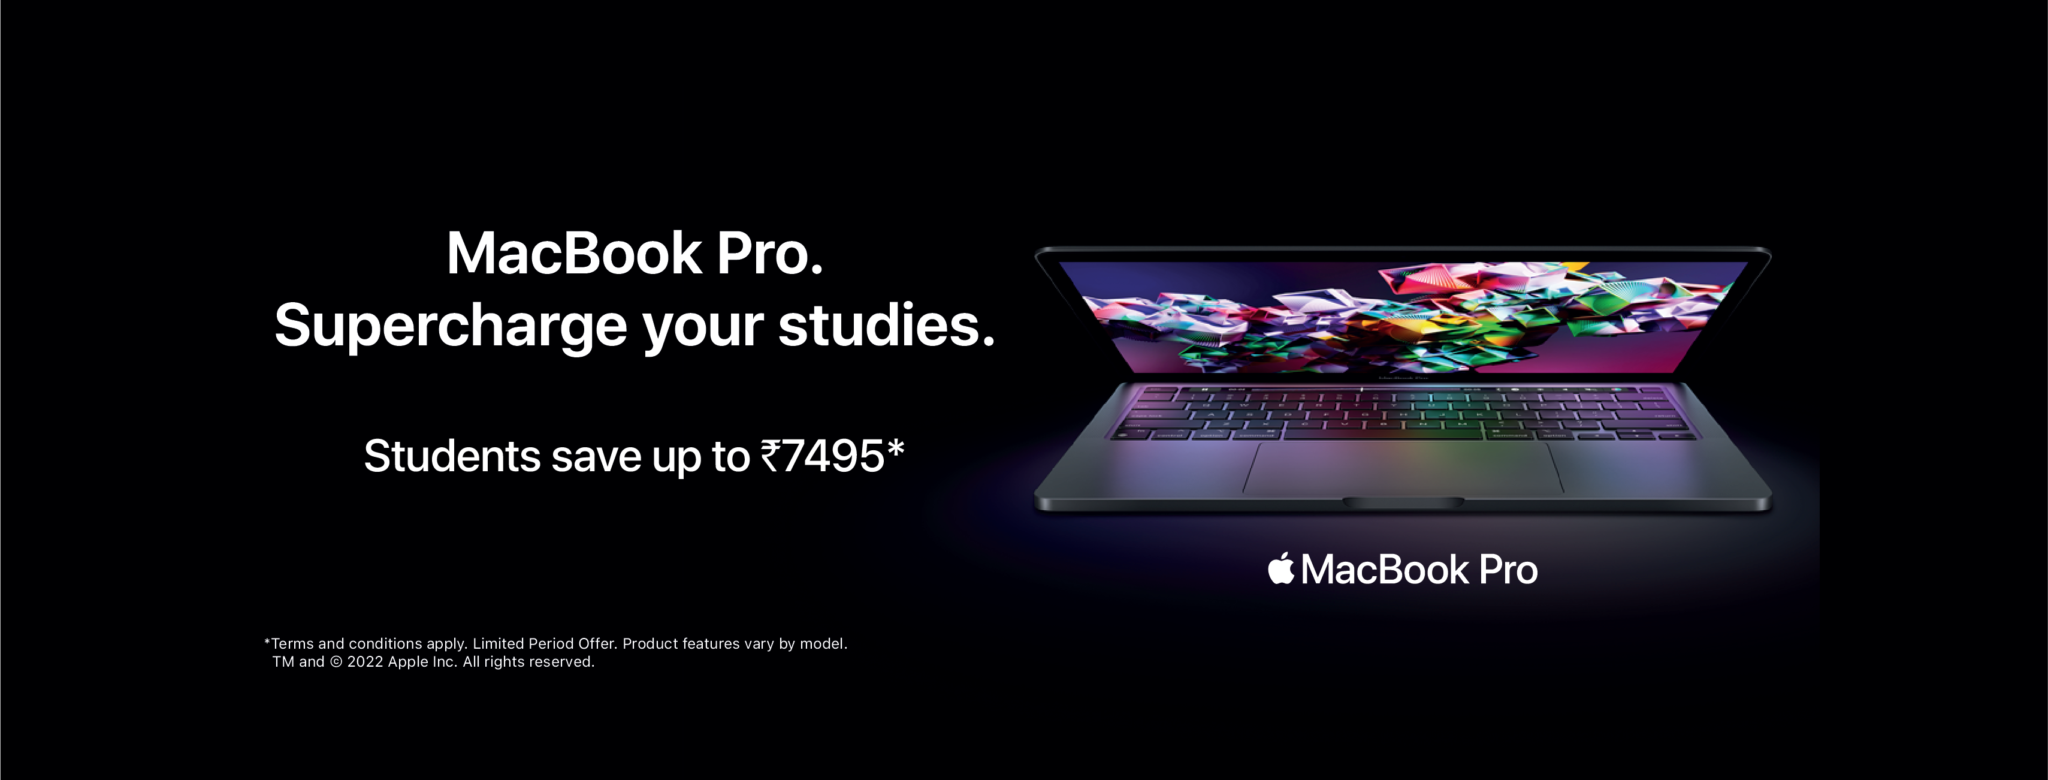 MacBook Pro.
Supercharge your studies.
Students save up to ₹7495*
MacBook Pro
*Terms and conditions apply. Limited Period Offer. Product features vary by model.
TM and © 2022 Apple Inc. All rights reserved.